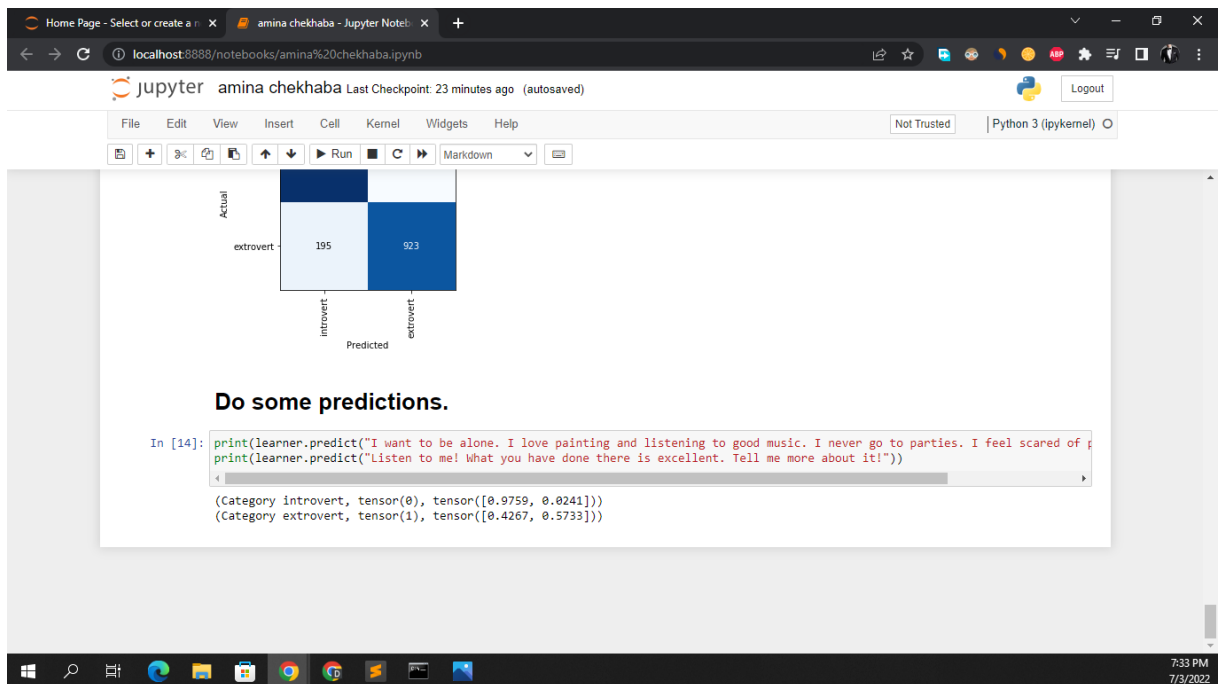 Home Page - Select or create a n
amina chekhaba - Jupyter Noteb
localhost:8888/notebooks/amina%20chekhaba.ipynb
ABP
jupyter amina chekhaba Last Checkpoint: 23 minutes ago (autosaved)
Logout
File Edit View Insert Cell Kernel Widgets Help
Not Trusted
Python 3 (ipykernel)
Run
Markdown
Actual
extrovert
195
923
introvert
extrovert
Predicted
Do some predictions.
In [14]: print(learner.predict("I want to be alone. I love painting and listening to good music. I never go to parties. I feel scared of p
print(learner.predict("Listen to me! What you have done there is excellent. Tell me more about it!"))
(Category introvert, tensor(0), tensor([0.9759, 0.0241]))
(Category extrovert, tensor(1), tensor([0.4267, 0.5733]))
7:33 PM
7/3/2022